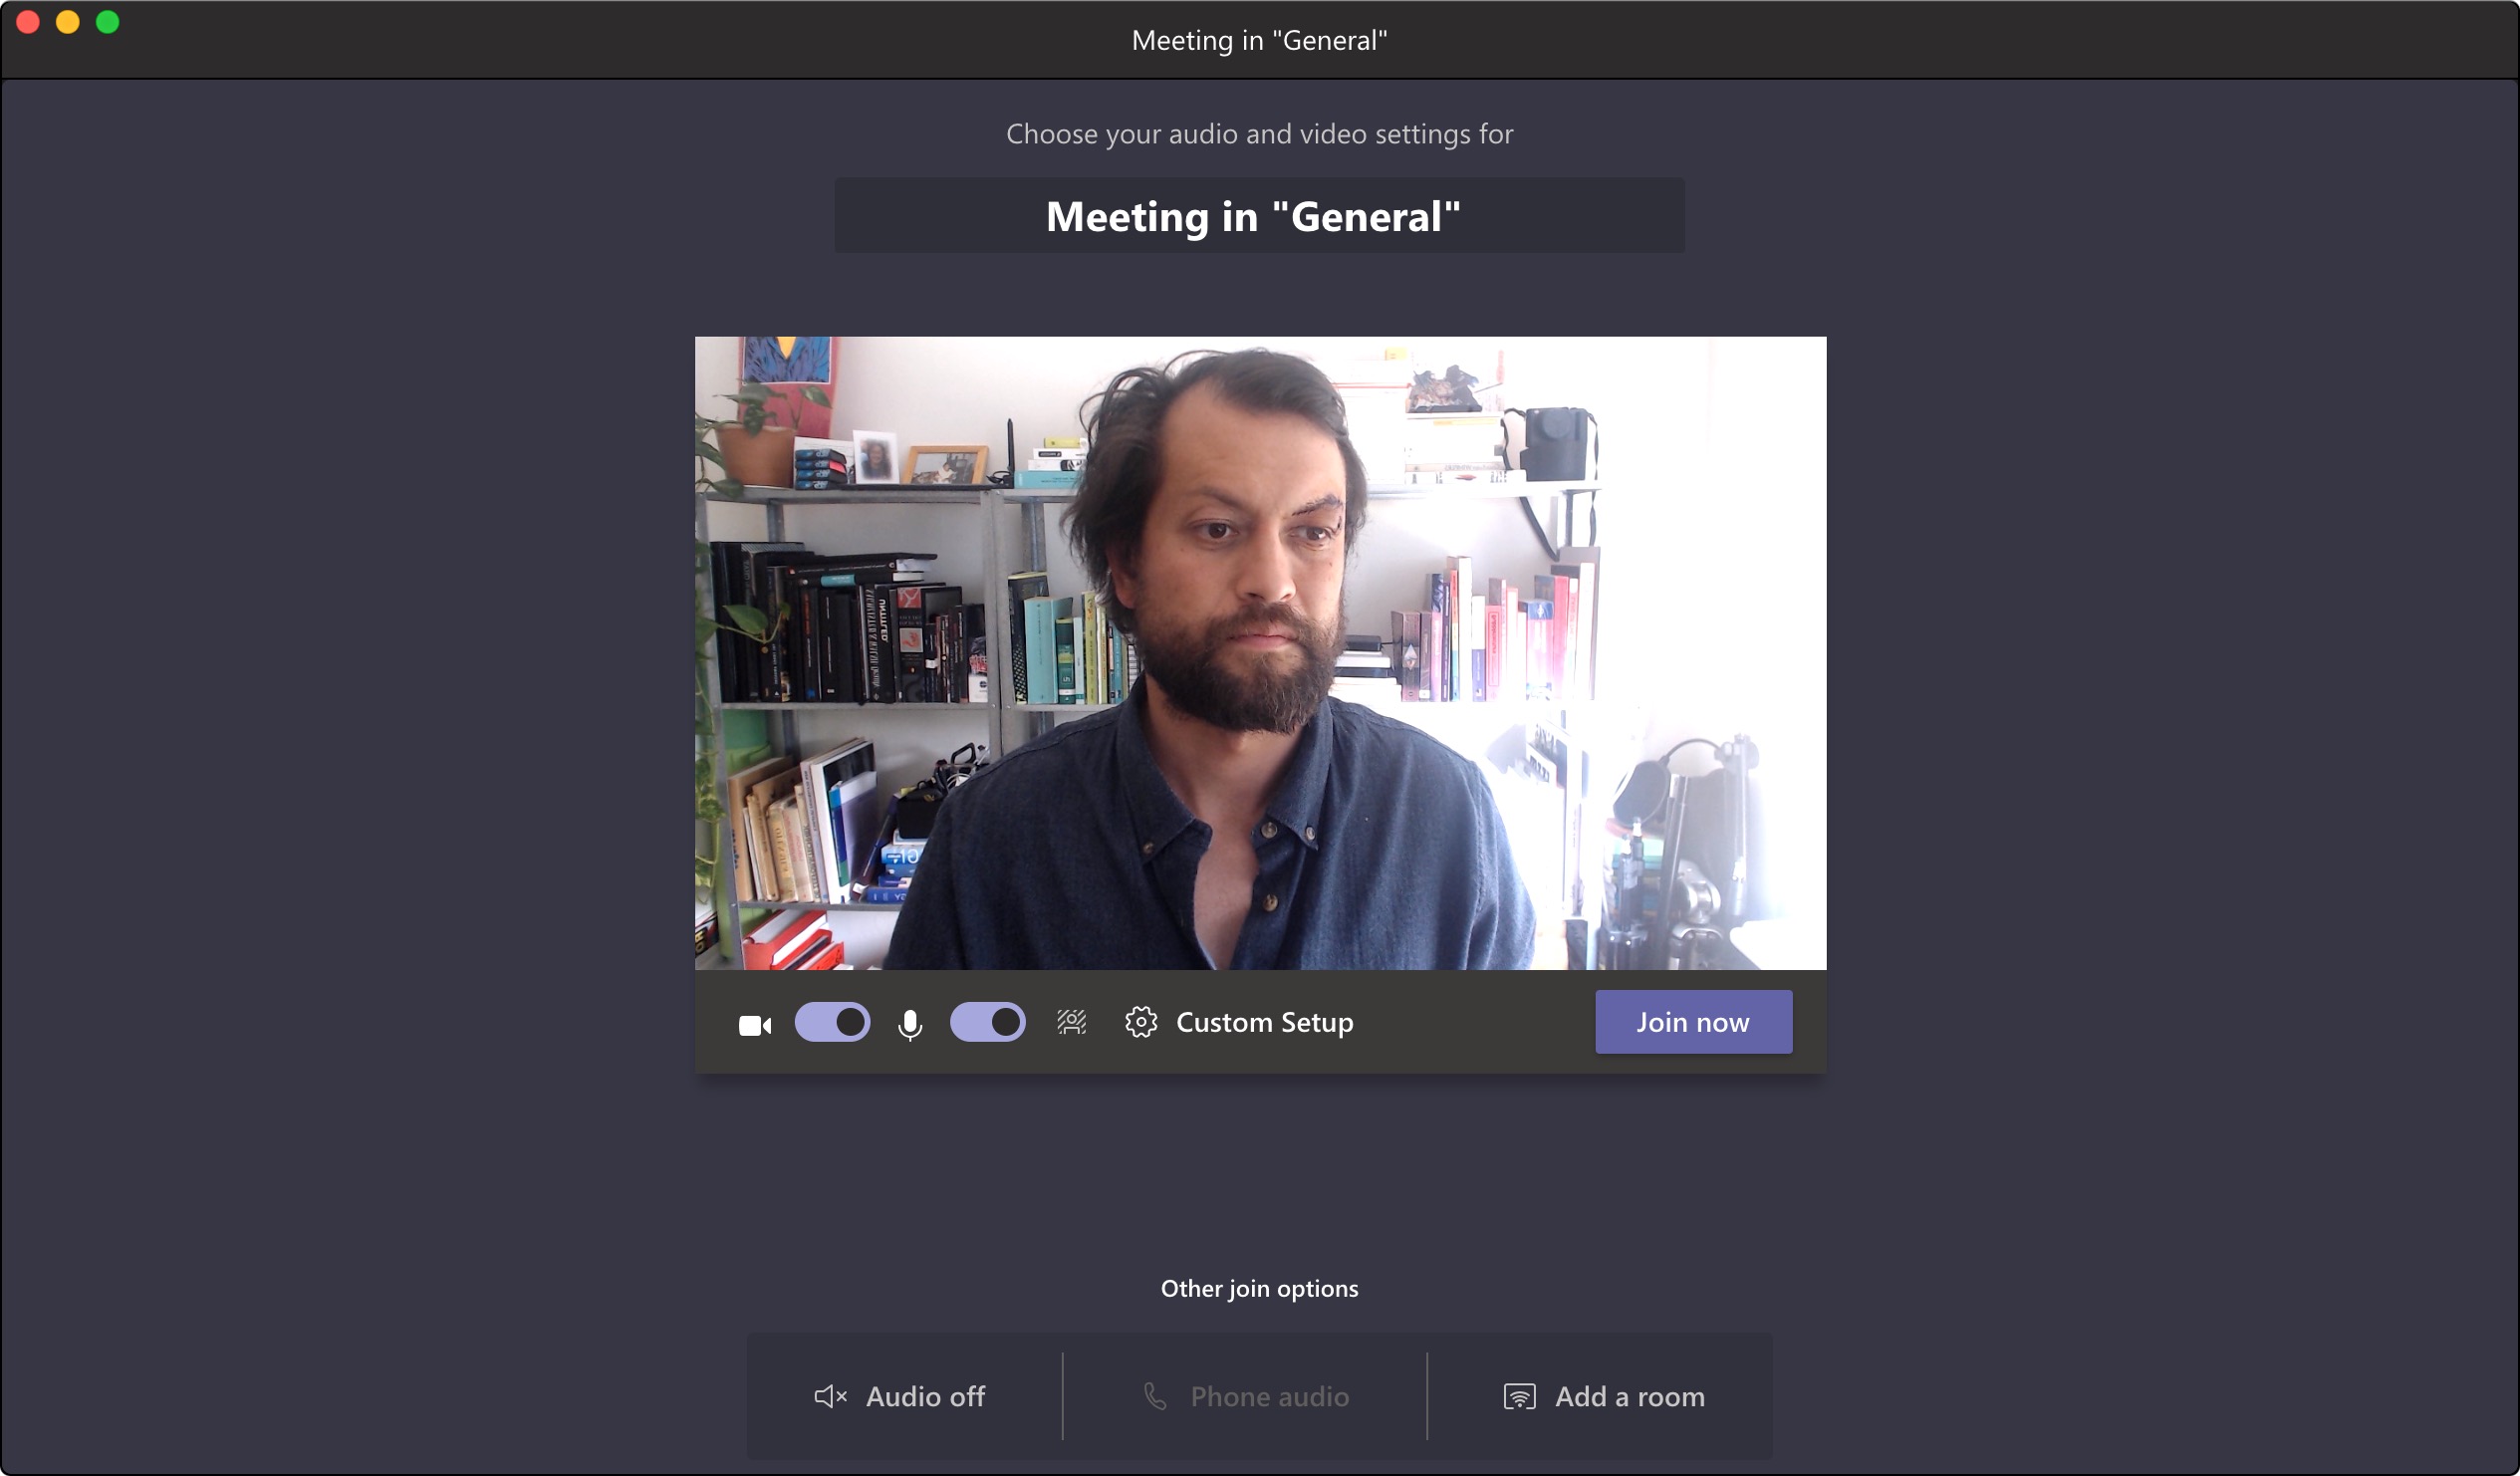 Meeting in "General"
Choose your audio and video settings for
Meeting in "General"
Custom Setup
Join now
Other join options
Audio off
Phone audio
Add a room